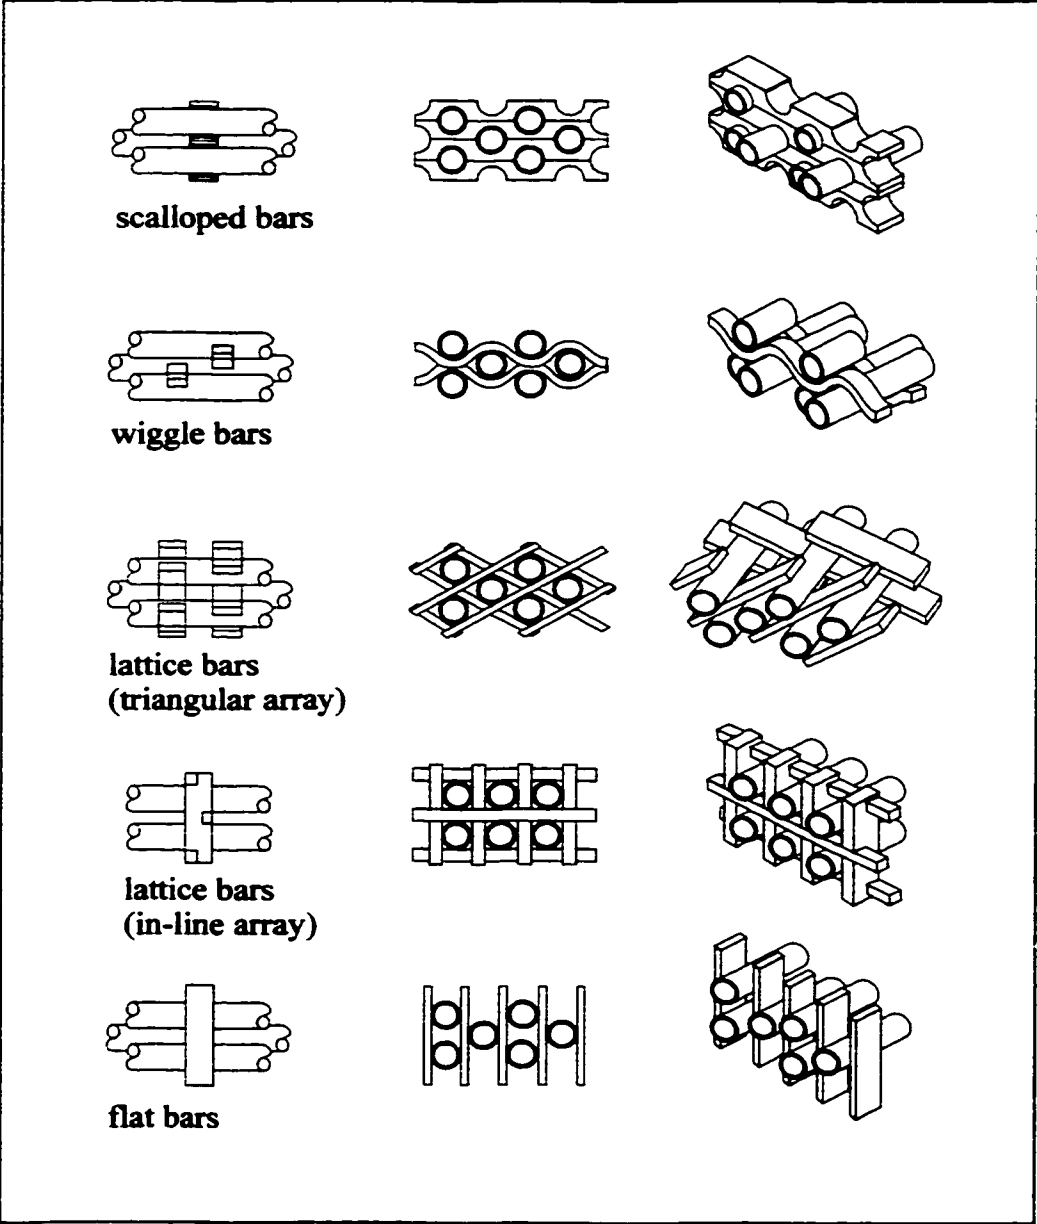 scalloped bars
wiggle bars
lattice bars
(triangular array)
lattice bars
(in-line array)
flat bars